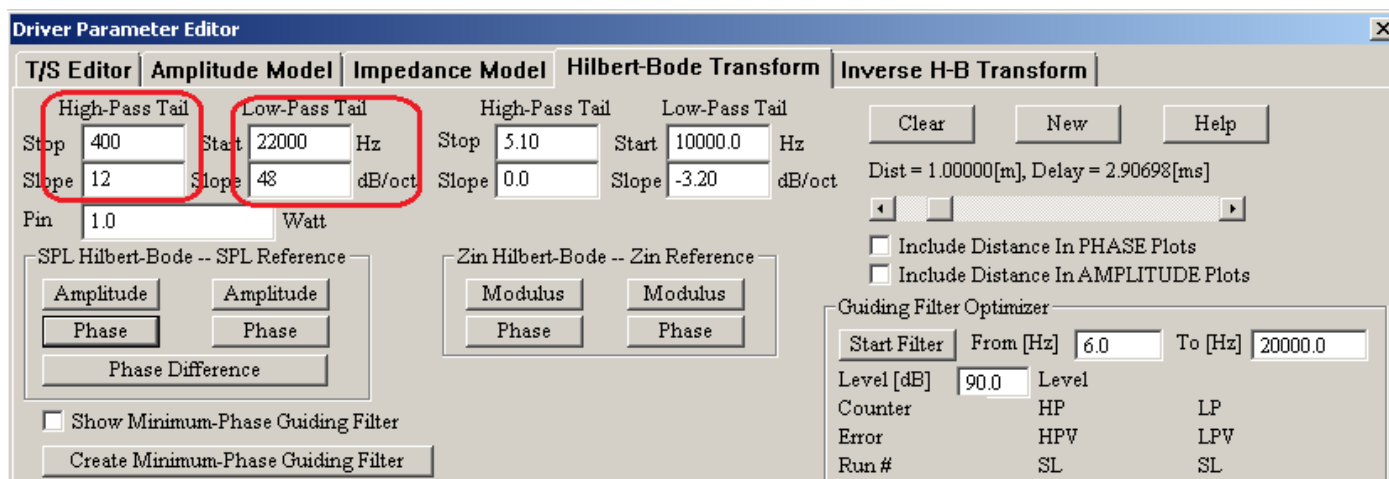 Driver Parameter Editor
T/S Editor Amplitude Model Impedance Model Hilbert-Bode Transform Inverse H-B Transform
High-Pass Tail Low-Pass Tail High-Pass Tail Low-Pass Tail Clear New Help
Stop 400 Start 22000 Hz Stop 5.10 Start 10000.0 Hz
Slope 12 Slope 48 dB/oct Slope 0.0 Slope -3.20 dB/oct Dist = 1.00000[m], Delay = 2.90698[ms]
Pin 1.0 Watt
Include Distance In PHASE Plots
SPL Hilbert-Bode -- SPL Reference Zin Hilbert-Bode -- Zin Reference
Include Distance In AMPLITUDE Plots
Amplitude Amplitude Modulus Modulus
Guiding Filter Optimizer
Phase Phase Phase Phase
Start Filter From [Hz] 6.0 To [Hz] 20000.0
Phase Difference
Level [dB] 90.0 Level
Counter HP LP
Show Minimum-Phase Guiding Filter
Error HPV LPV
Create Minimum-Phase Guiding Filter
Run # SL SL